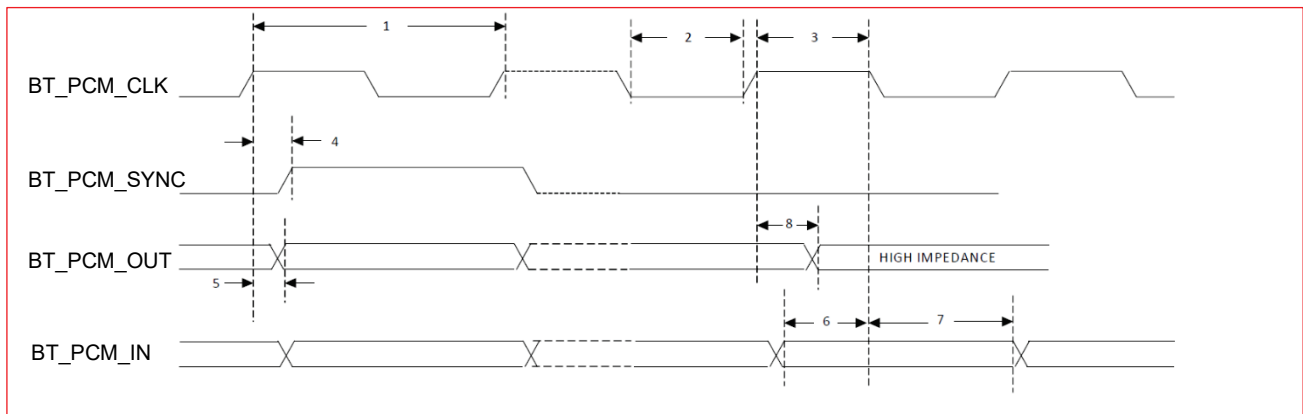 1
2
3
BT_PCM_CLK
4
BT_PCM_SYNC
8
BT_PCM_OUT
HIGH IMPEDANCE
5
6
7
BT_PCM_IN